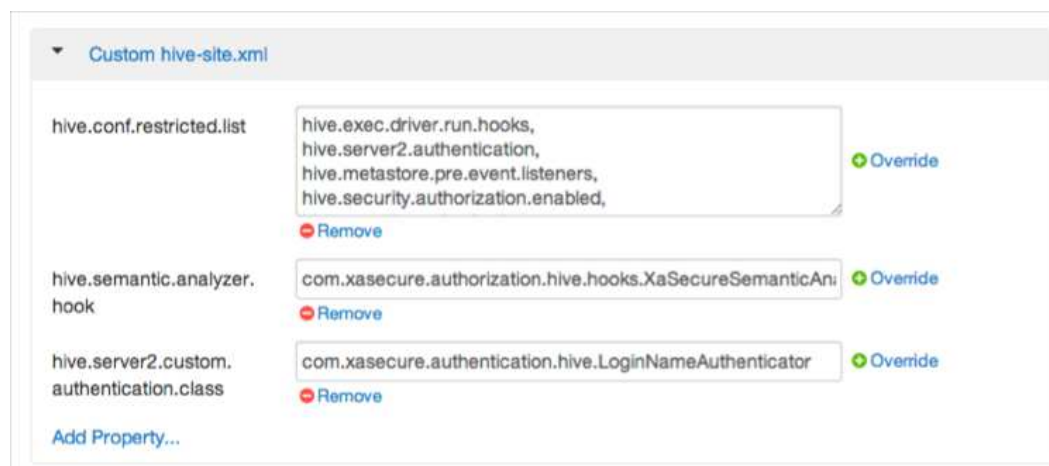 Custom hive-site.xml
hive.conf.restricted.list
hive.exec.driver.run.hooks,
hive.server2.authentication,
hive.metastore.pre.event.listeners,
hive.security.authorization.enabled,
Override
Remove
hive.semantic.analyzer.
hook
com.xasecure.authorization.hive.hooks.XaSecureSemanticAn
Override
Remove
hive.server2.custom.
authentication.class
com.xasecure.authentication.hive.LoginNameAuthenticator
Override
Remove
Add Property...